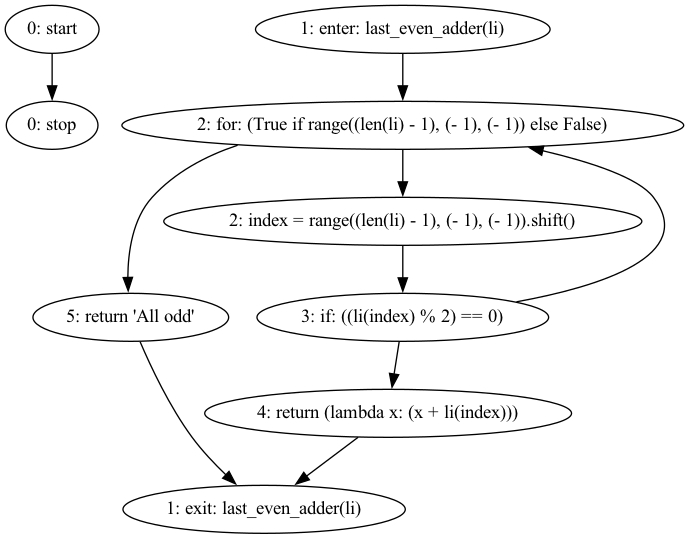 0: start
1: enter: last_even_adder(li)
0: stop
2: for: (True if range((len(li) - 1), (- 1), (- 1)) else False)
2: index = range((len(li) - 1), (- 1), (- 1)).shift()
5: return 'All odd'
3: if: ((li(index) % 2) == 0)
4: return (lambda x: (x + li(index)))
1: exit: last_even_adder(li)